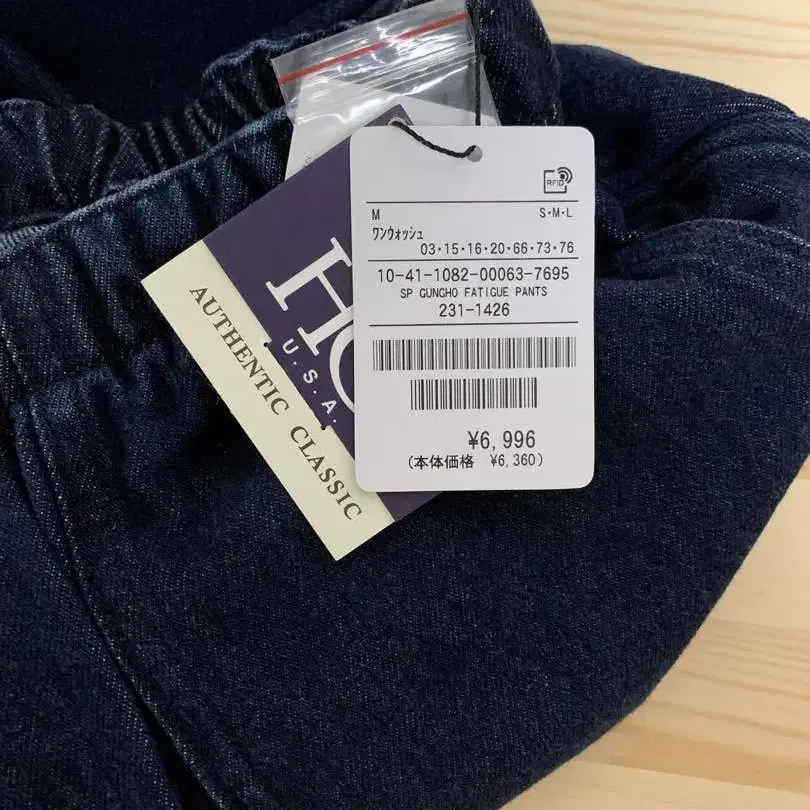 RFID
M S・M・L
ワンウォッシュ
03・15・16・20・66・73・76
10-41-1082-00063-7695
SP GUNGHO FATIGUE PANTS
231-1426
¥6,996
(本体価格 ¥6,360)
U.S.A.
AUTHENTIC CLASSIC